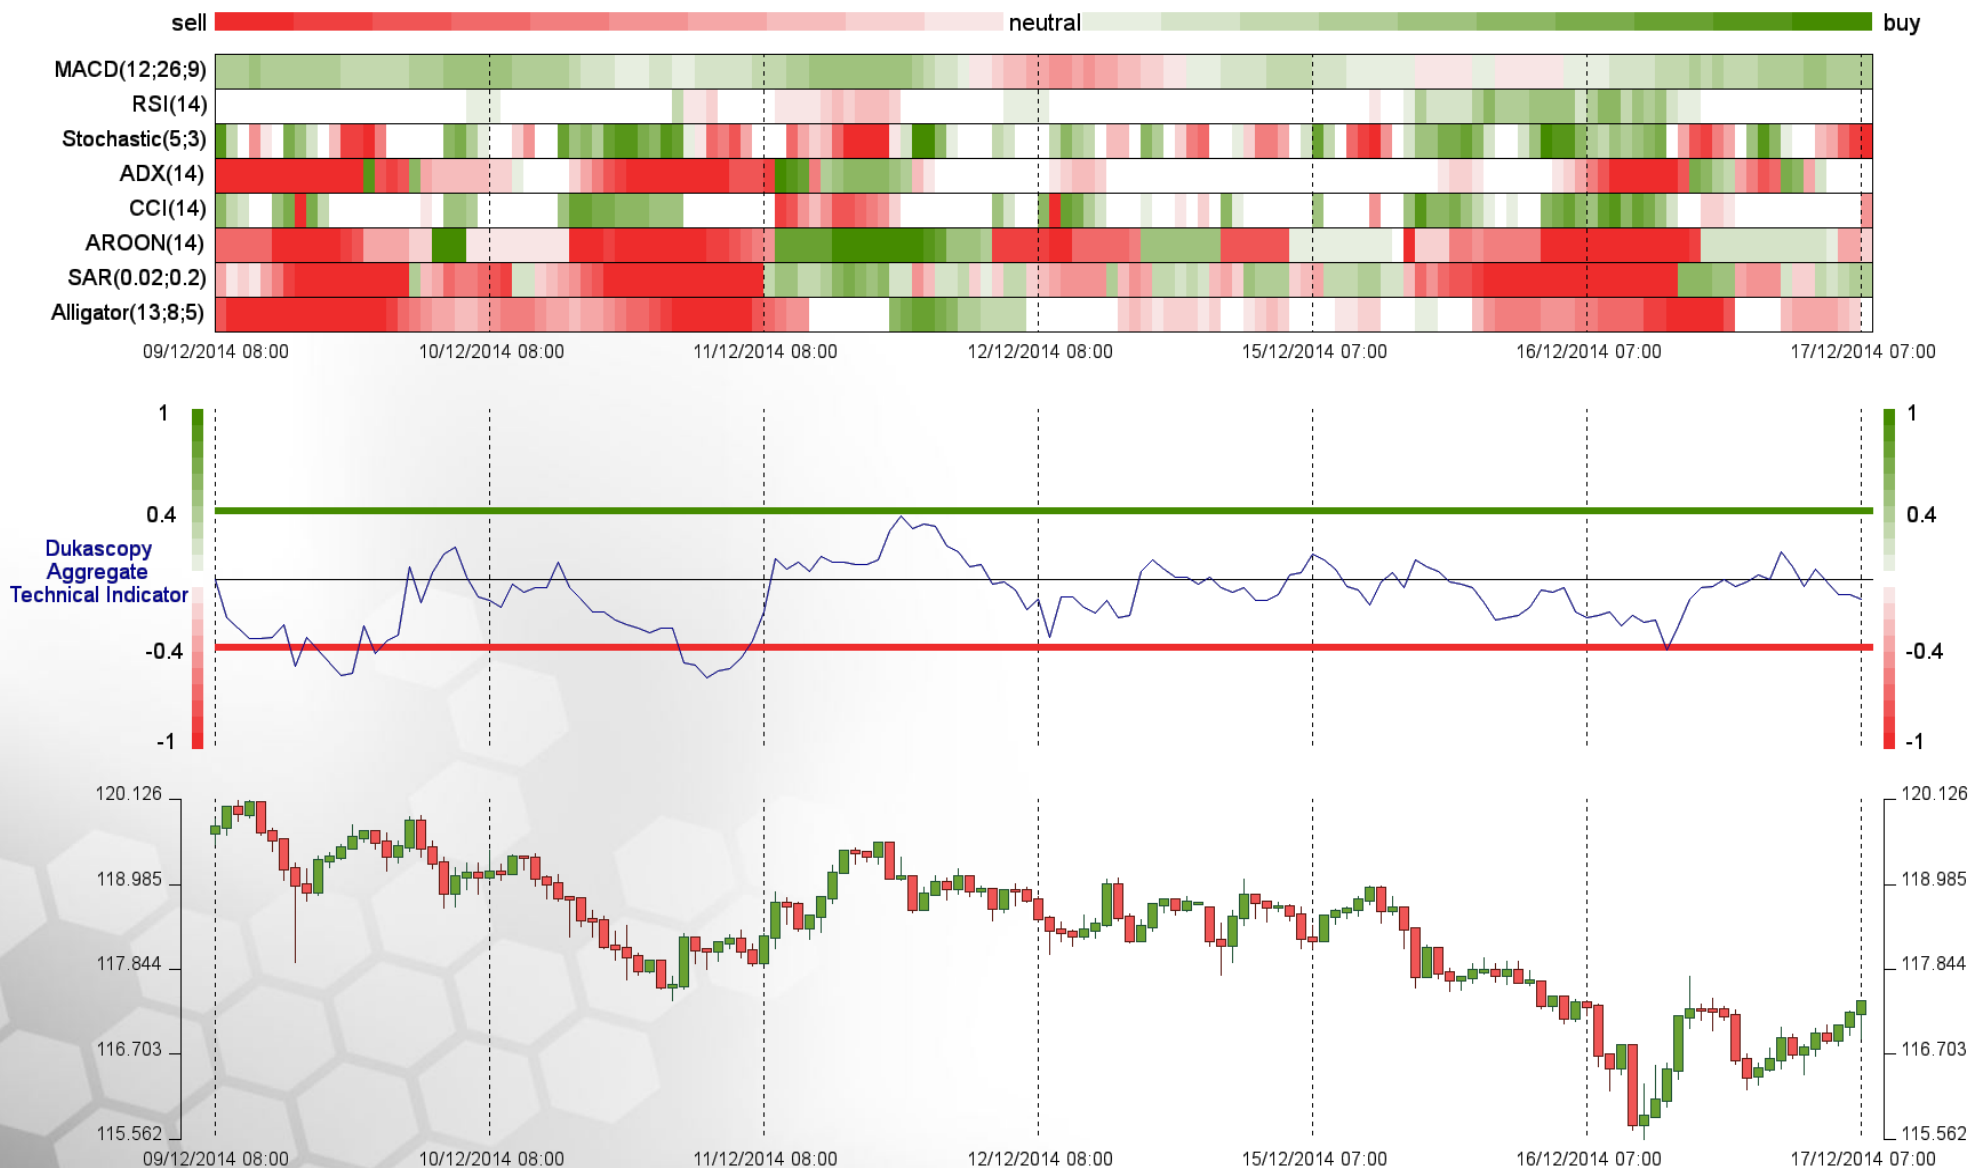 sell neutral buy
MACD(12;26;9)
RSI(14)
Stochastic(5;3)
ADX(14)
CCI(14)
AROON(14)
SAR(0.02;0.2)
Alligator(13;8;5)
09/12/2014 08:00 10/12/2014 08:00 11/12/2014 08:00 12/12/2014 08:00 15/12/2014 07:00 16/12/2014 07:00 17/12/2014 07:00
1 1
0.4 0.4
Dukascopy
Aggregate
Technical Indicator
-0.4 -0.4
-1 -1
120.126 120.126
118.985 118.985
117.844 117.844
116.703 116.703
115.562 115.562
09/12/2014 08:00 10/12/2014 08:00 11/12/2014 08:00 12/12/2014 08:00 15/12/2014 07:00 16/12/2014 07:00 17/12/2014 07:00